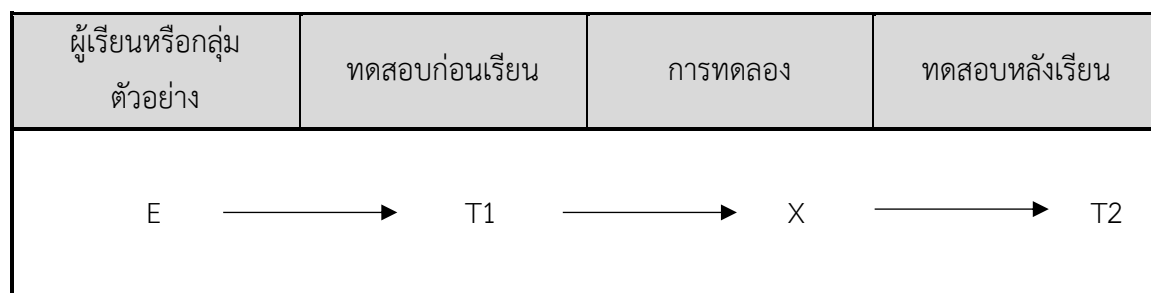 ผู้เรียนหรือกลุ่ม
ตัวอย่าง
ทดสอบก่อนเรียน
การทดลอง
ทดสอบหลังเรียน
E
T1
X
T2